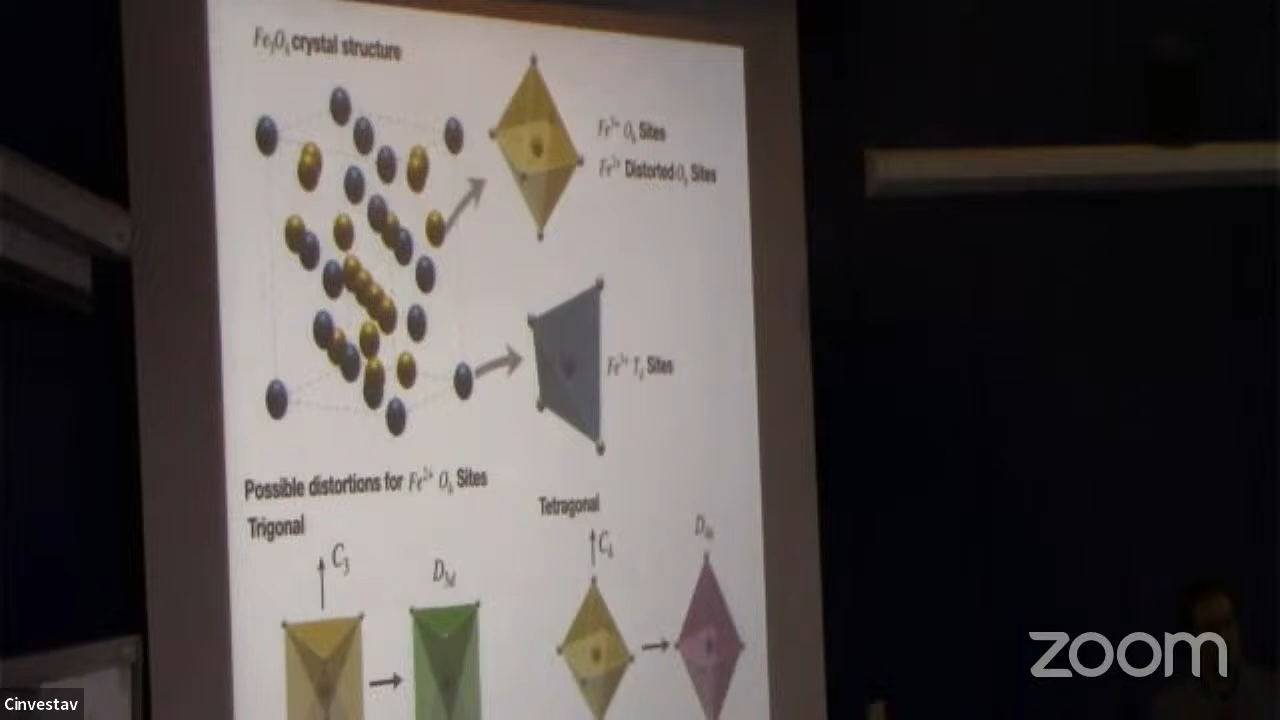 Fe₃O₄ crystal structure
Fe³⁺ Oₕ Sites
Fe²⁺ Distorted Oₕ Sites
Fe³⁺ T_d Sites
Possible distortions for Fe²⁺ Oₕ Sites
Tetragonal
Trigonal
C₄
D₄ₕ
C₃
D₃d
zoom
Cinvestav